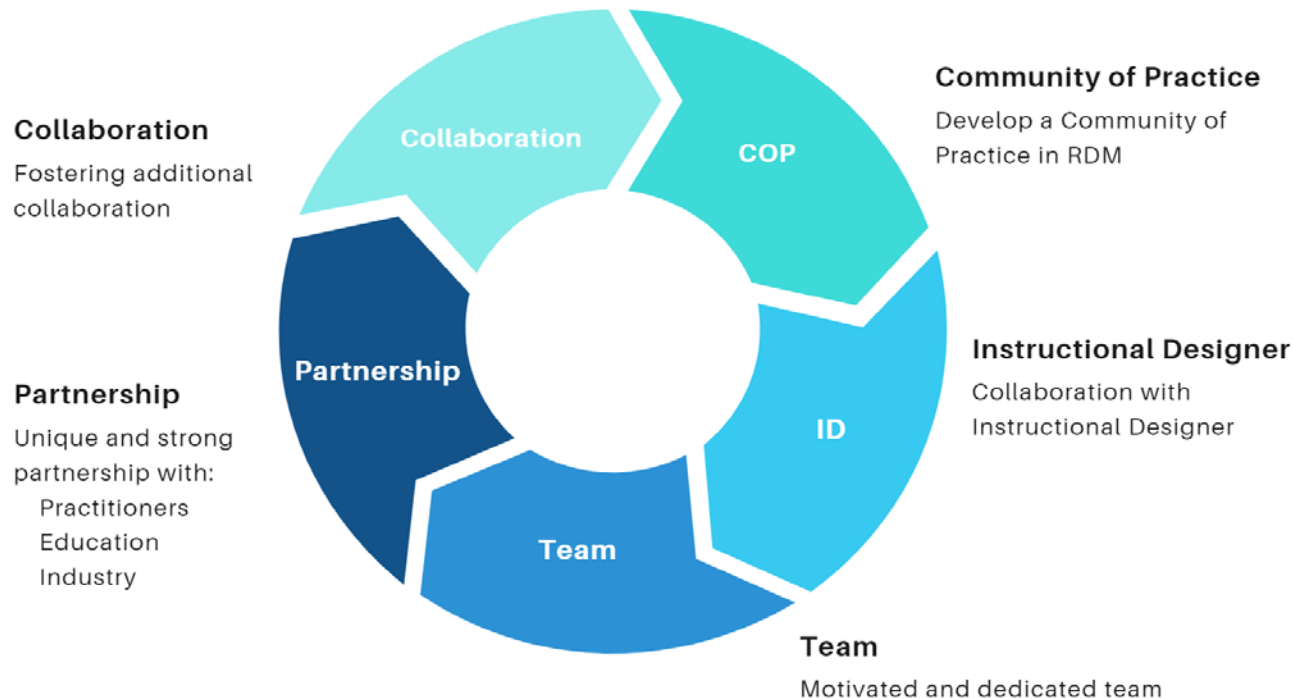 Collaboration
Fostering additional
collaboration
Partnership
Unique and strong
partnership with:
Practitioners
Education
Industry
Collaboration
COP
ID
Team
Partnership
Community of Practice
Develop a Community of
Practice in RDM
Instructional Designer
Collaboration with
Instructional Designer
Team
Motivated and dedicated team